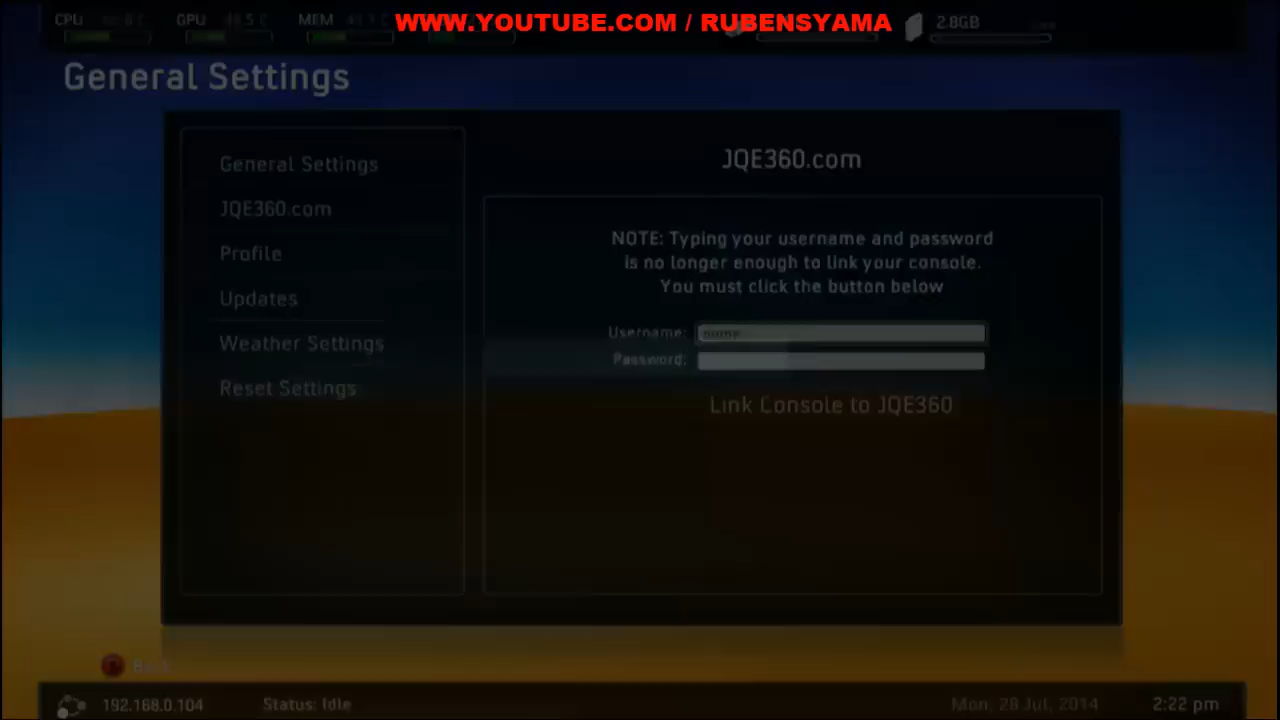 WWW.YOUTUBE.COM / RUBENSYAMA
CPU GPU MEM 2.8GB
General Settings
General Settings
JQE360.com
Profile
Updates
Weather Settings
Reset Settings
JQE360.com
NOTE: Typing your username and password
is no longer enough to link your console.
You must click the button below
Username:
Password:
Link Console to JQE360
Back
192.168.0.104 Status: Idle Mon, 28 Jul, 2014 2:22 pm